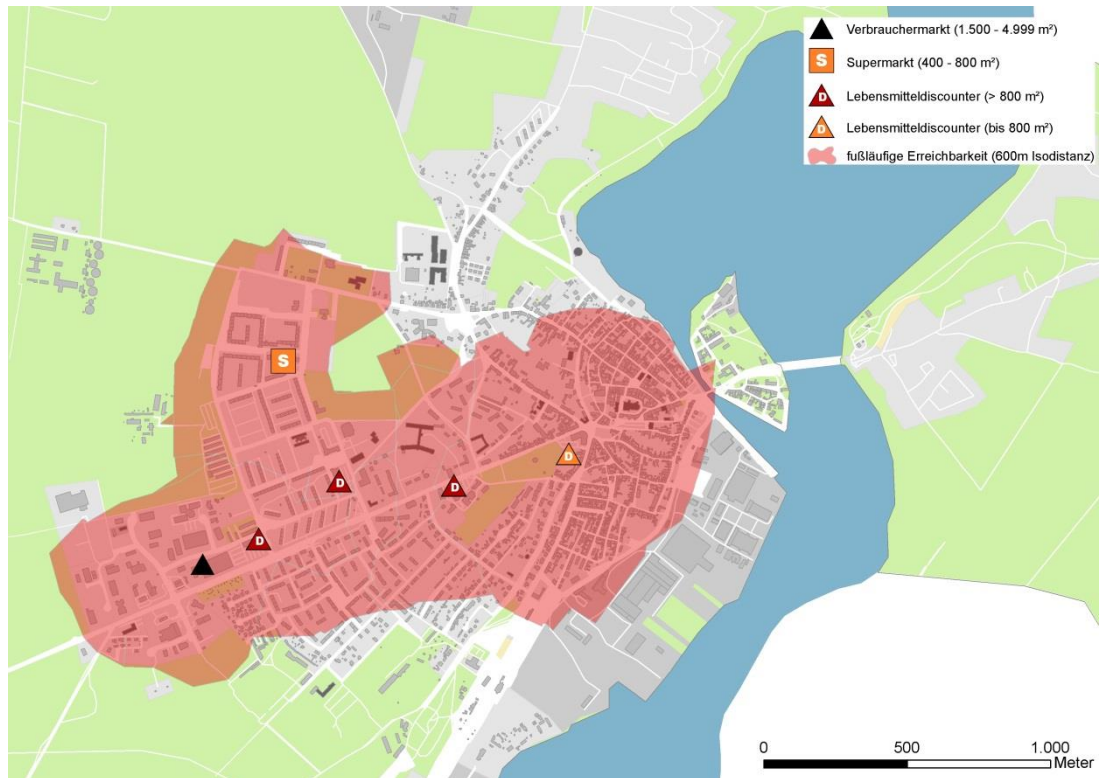 Verbrauchermarkt (1.500 - 4.999 m²)
S Supermarkt (400 - 800 m²)
D Lebensmitteldiscounter (> 800 m²)
D Lebensmitteldiscounter (bis 800 m²)
fußläufige Erreichbarkeit (600m Isodistanz)
S
D
D
D
D
0 500 1.000
Meter